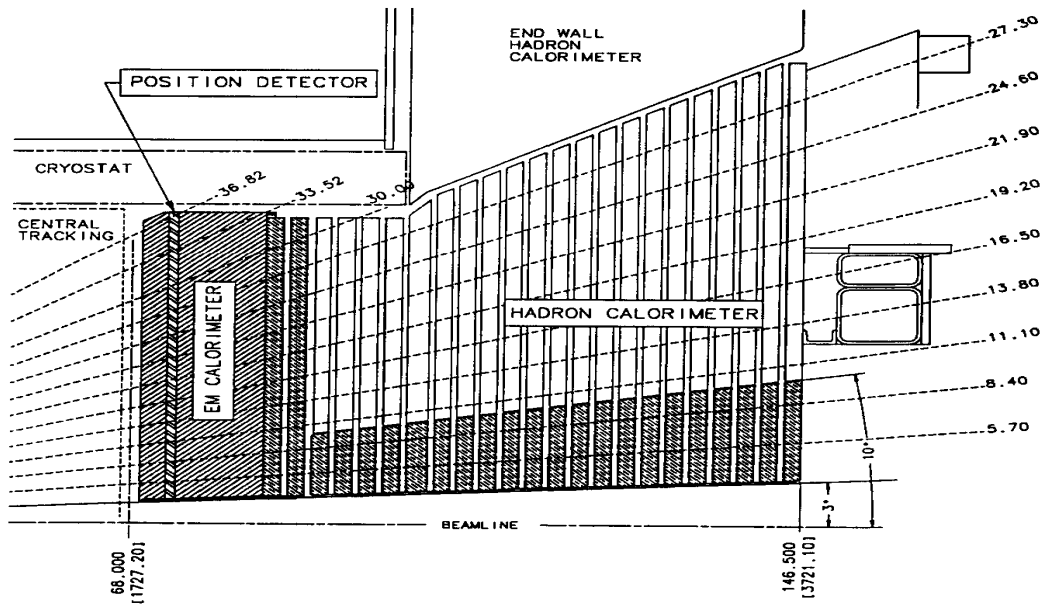 END WALL
HADRON
CALORIMETER
27.30
POSITION DETECTOR
24.60
21.90
CRYOSTAT
36.82
33.52
30.00
19.20
CENTRAL
TRACKING
16.50
EM CALORIMETER
HADRON CALORIMETER
13.80
11.10
8.40
5.70
10°
3°
BEAMLINE
68.000
[1727.20]
146.500
[3721.10]